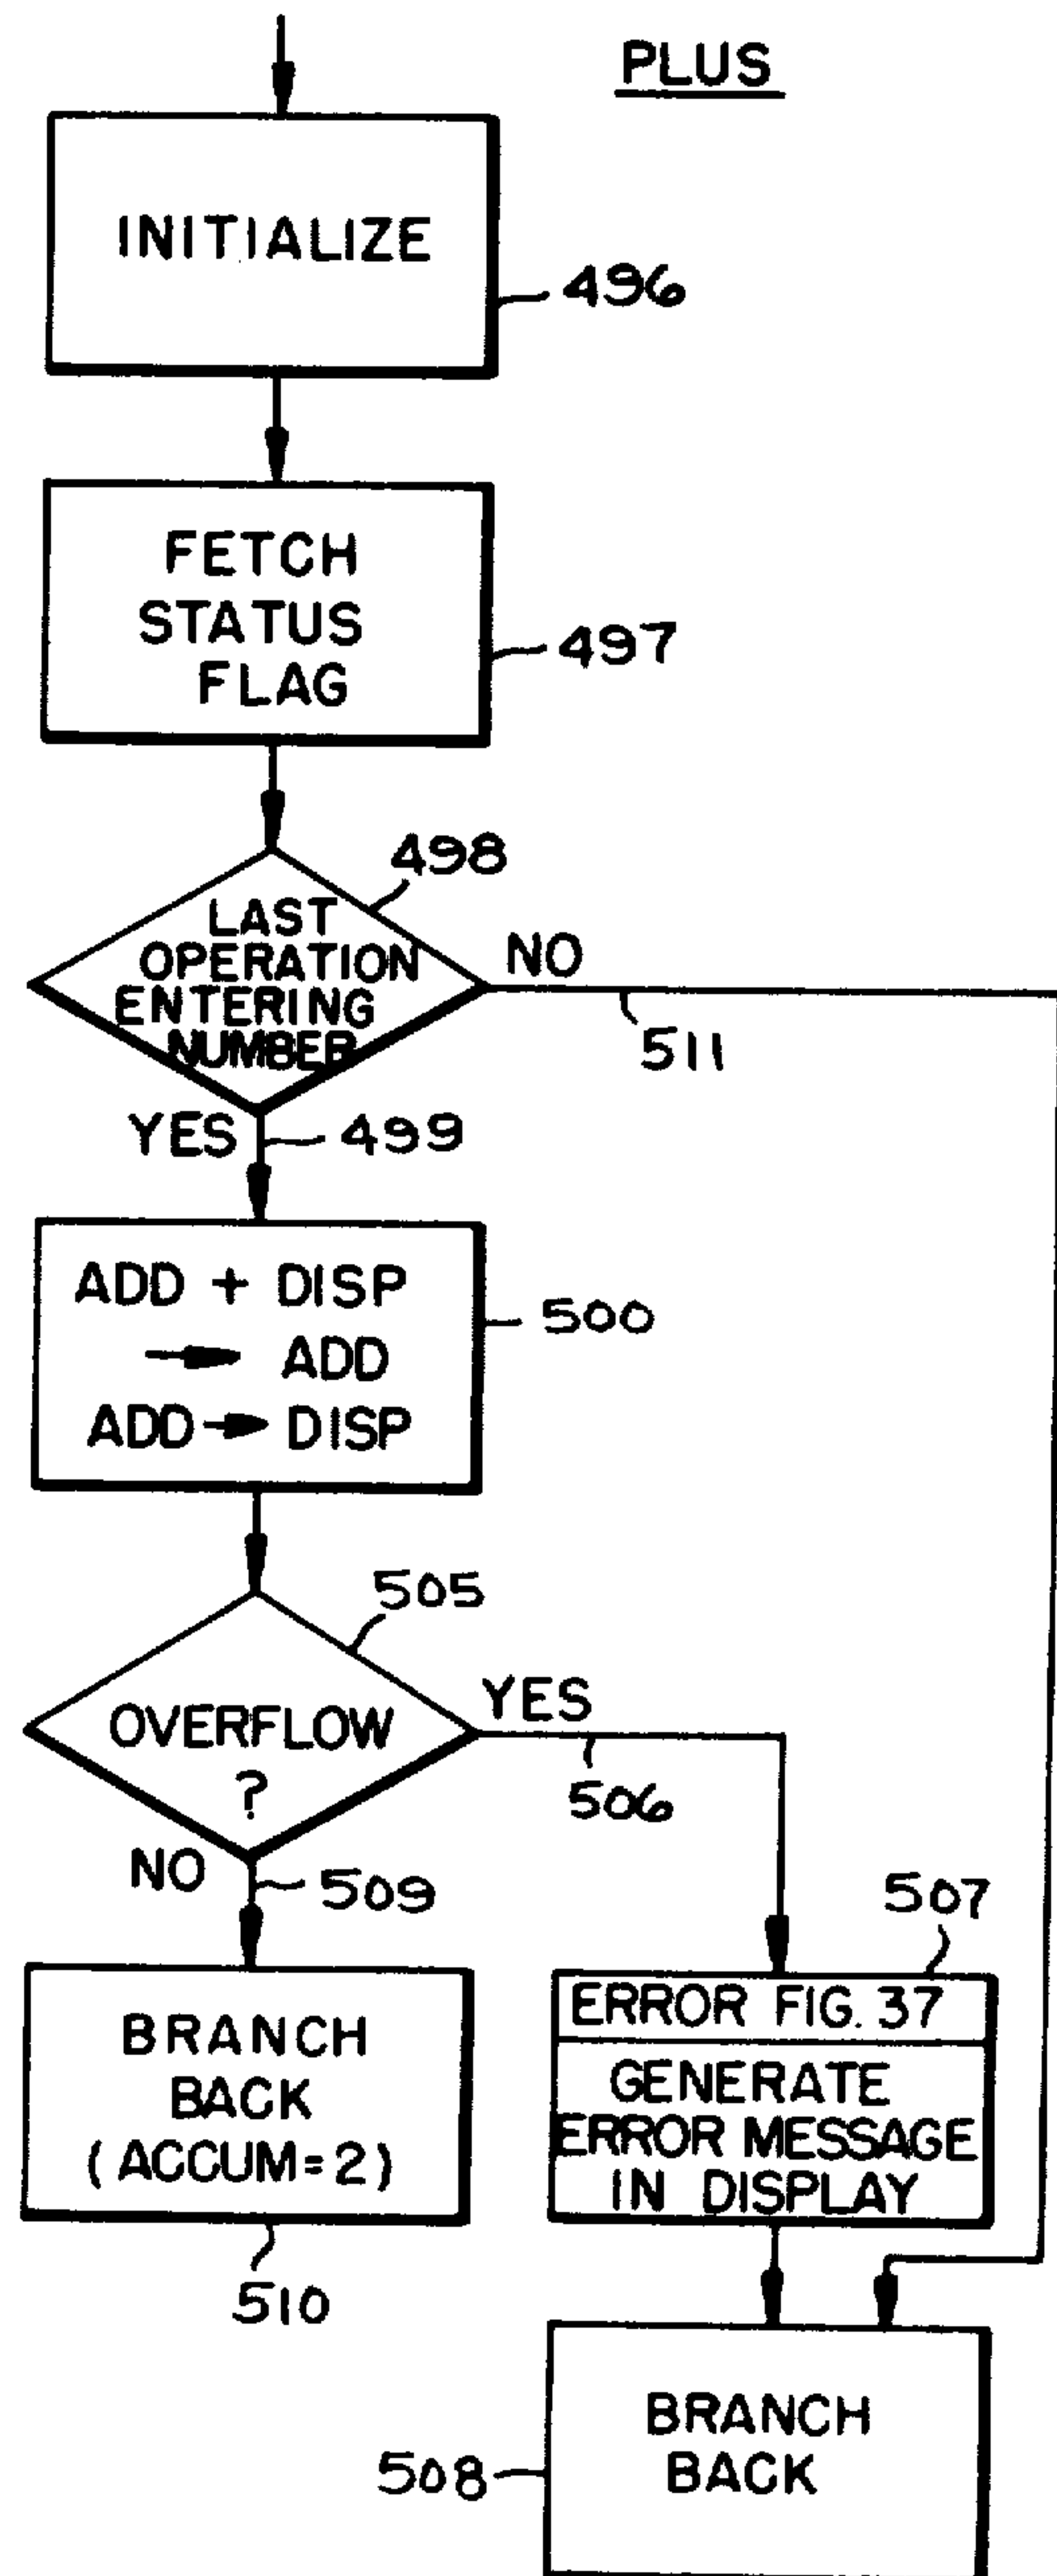 PLUS
INITIALIZE
496
FETCH
STATUS
FLAG
497
498
LAST
OPERATION
ENTERING
NUMBER
NO
511
YES
499
ADD + DISP
→ ADD
ADD → DISP
500
505
OVERFLOW
?
YES
506
NO
509
507
BRANCH
BACK
(ACCUM=2)
510
ERROR FIG. 37
GENERATE
ERROR MESSAGE
IN DISPLAY
BRANCH
BACK
508